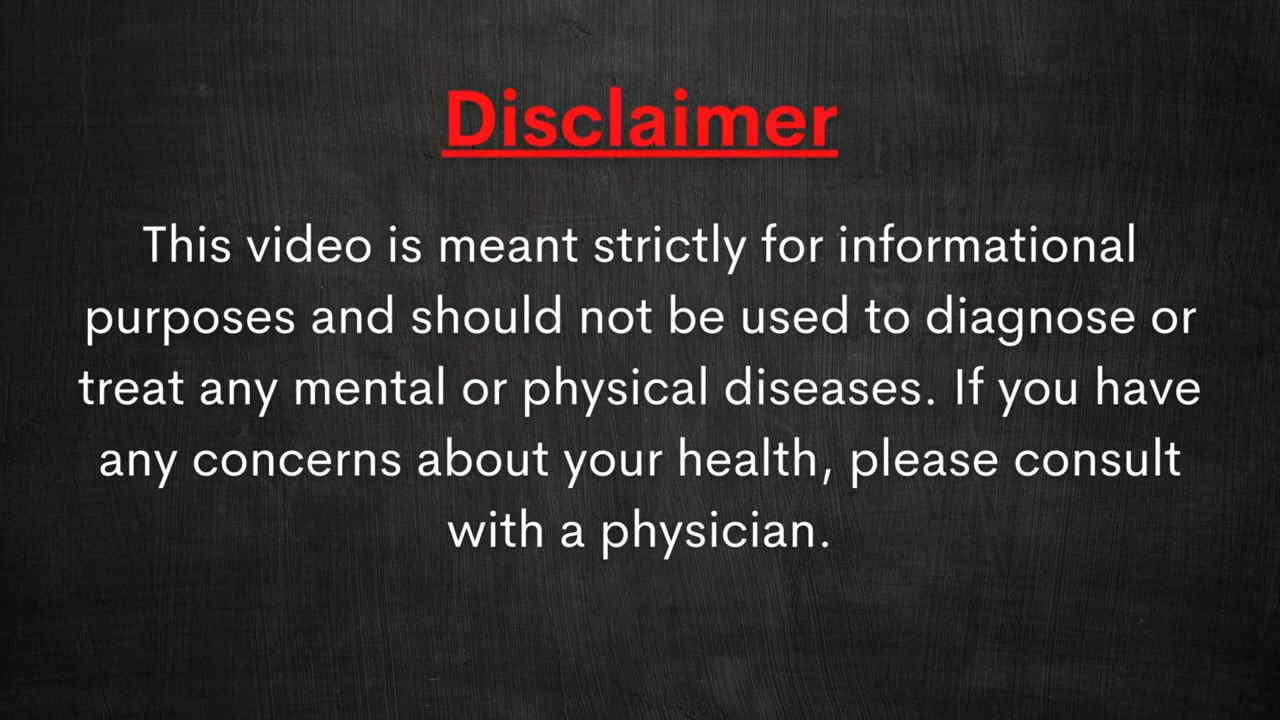 Disclaimer
This video is meant strictly for informational
purposes and should not be used to diagnose or
treat any mental or physical diseases. If you have
any concerns about your health, please consult
with a physician.